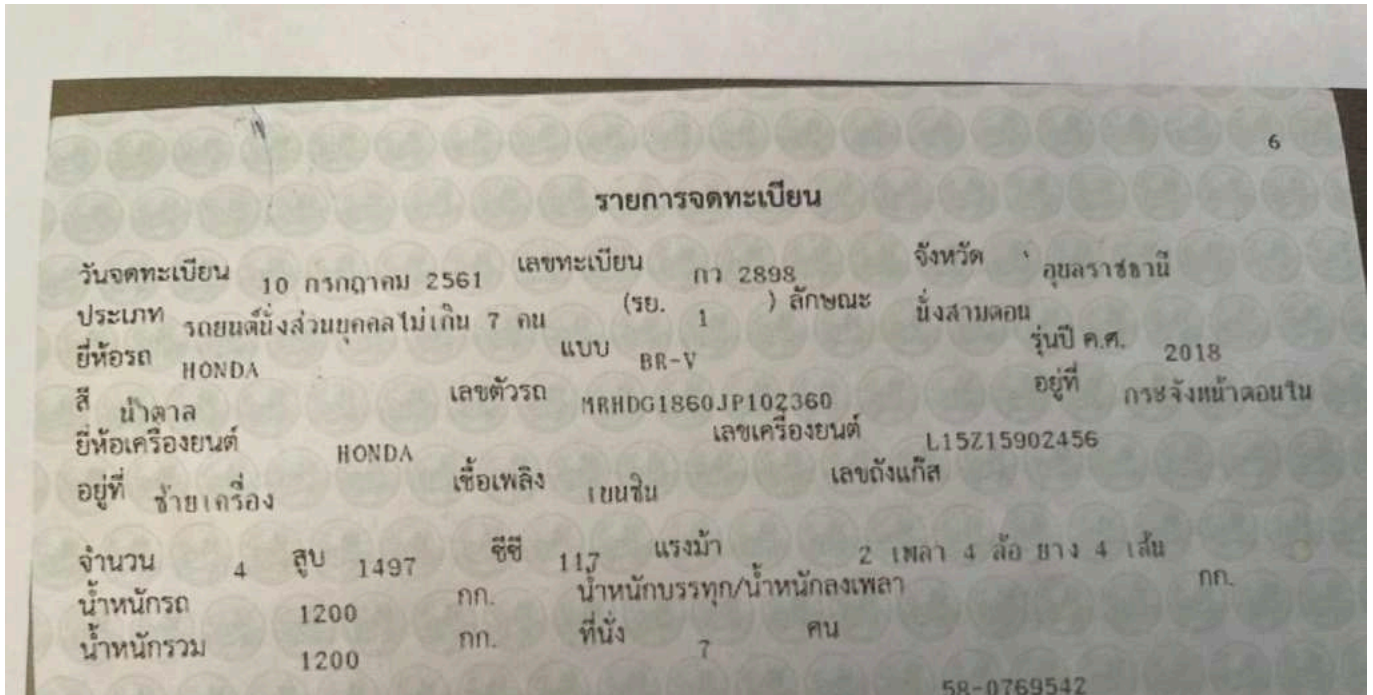 6
รายการจดทะเบียน
วันจดทะเบียน 10 กรกฎาคม 2561 เลขทะเบียน กว 2898 จังหวัด อุบลราชธานี
ประเภท รถยนต์นั่งส่วนบุคคลไม่เกิน 7 คน (รย. 1 ) ลักษณะ นั่งสามตอน
ยี่ห้อรถ HONDA แบบ BR-V รุ่นปี ค.ศ. 2018
สี น้ำตาล เลขตัวรถ MRHDG1860JP102360 อยู่ที่ กระจังหน้าตอนใน
ยี่ห้อเครื่องยนต์ HONDA เลขเครื่องยนต์ L15Z15902456
อยู่ที่ ซ้ายเครื่อง เชื้อเพลิง เบนซิน เลขถังแก๊ส
จำนวน 4 สูบ 1497 ซีซี 117 แรงม้า 2 เพลา 4 ล้อ ยาง 4 เส้น
น้ำหนักรถ 1200 กก. น้ำหนักบรรทุก/น้ำหนักลงเพลา กก.
น้ำหนักรวม 1200 กก. ที่นั่ง 7 คน
58-0769542